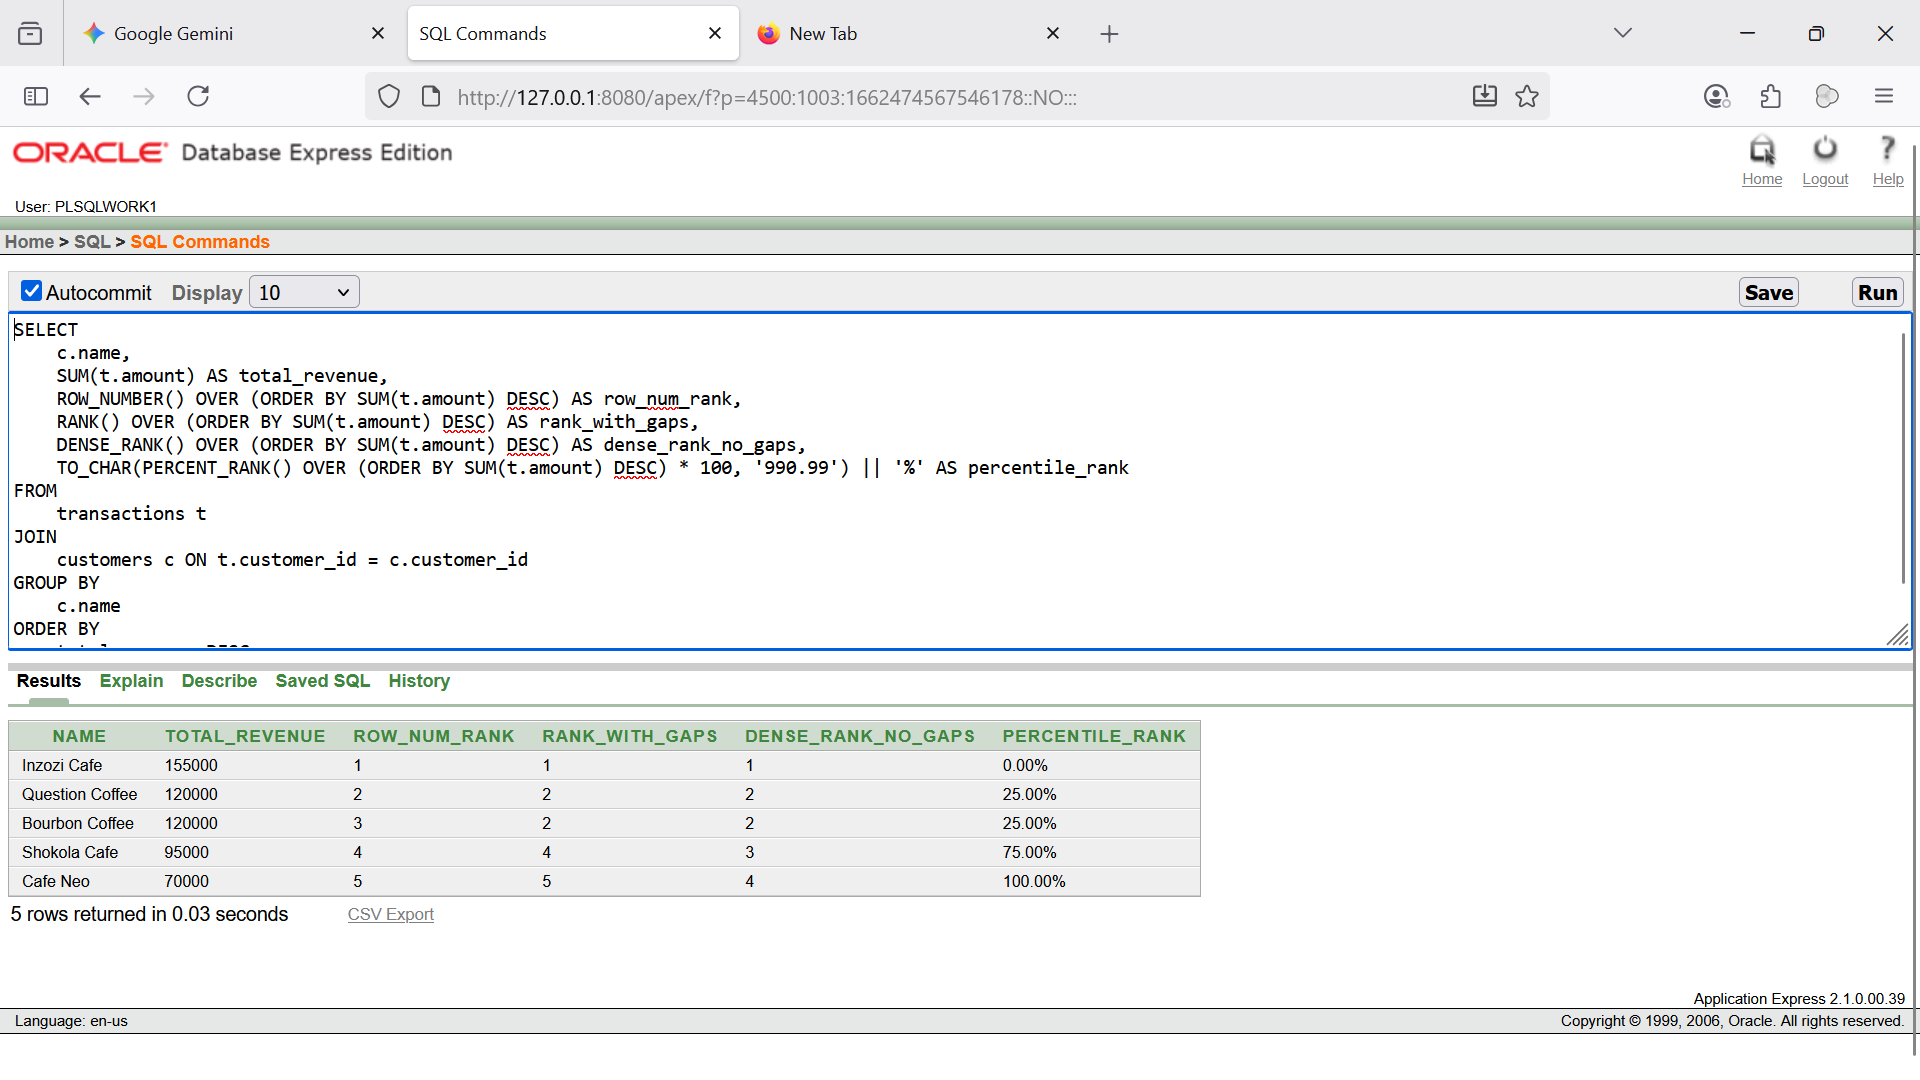 Google Gemini
SQL Commands
New Tab
http://127.0.0.1:8080/apex/f?p=4500:1003:1662474567546178::NO:::
ORACLE Database Express Edition
Home Logout Help
User: PLSQLWORK1
Home > SQL > SQL Commands
Autocommit Display 10 Save Run
SELECT
c.name,
SUM(t.amount) AS total_revenue,
ROW_NUMBER() OVER (ORDER BY SUM(t.amount) DESC) AS row_num_rank,
RANK() OVER (ORDER BY SUM(t.amount) DESC) AS rank_with_gaps,
DENSE_RANK() OVER (ORDER BY SUM(t.amount) DESC) AS dense_rank_no_gaps,
TO_CHAR(PERCENT_RANK() OVER (ORDER BY SUM(t.amount) DESC) * 100, '990.99') || '%' AS percentile_rank
FROM
transactions t
JOIN
customers c ON t.customer_id = c.customer_id
GROUP BY
c.name
ORDER BY
Results Explain Describe Saved SQL History
NAME TOTAL_REVENUE ROW_NUM_RANK RANK_WITH_GAPS DENSE_RANK_NO_GAPS PERCENTILE_RANK
Inzozi Cafe 155000 1 1 1 0.00%
Question Coffee 120000 2 2 2 25.00%
Bourbon Coffee 120000 3 2 2 25.00%
Shokola Cafe 95000 4 4 3 75.00%
Cafe Neo 70000 5 5 4 100.00%
5 rows returned in 0.03 seconds CSV Export
Application Express 2.1.0.00.39
Language: en-us Copyright © 1999, 2006, Oracle. All rights reserved.